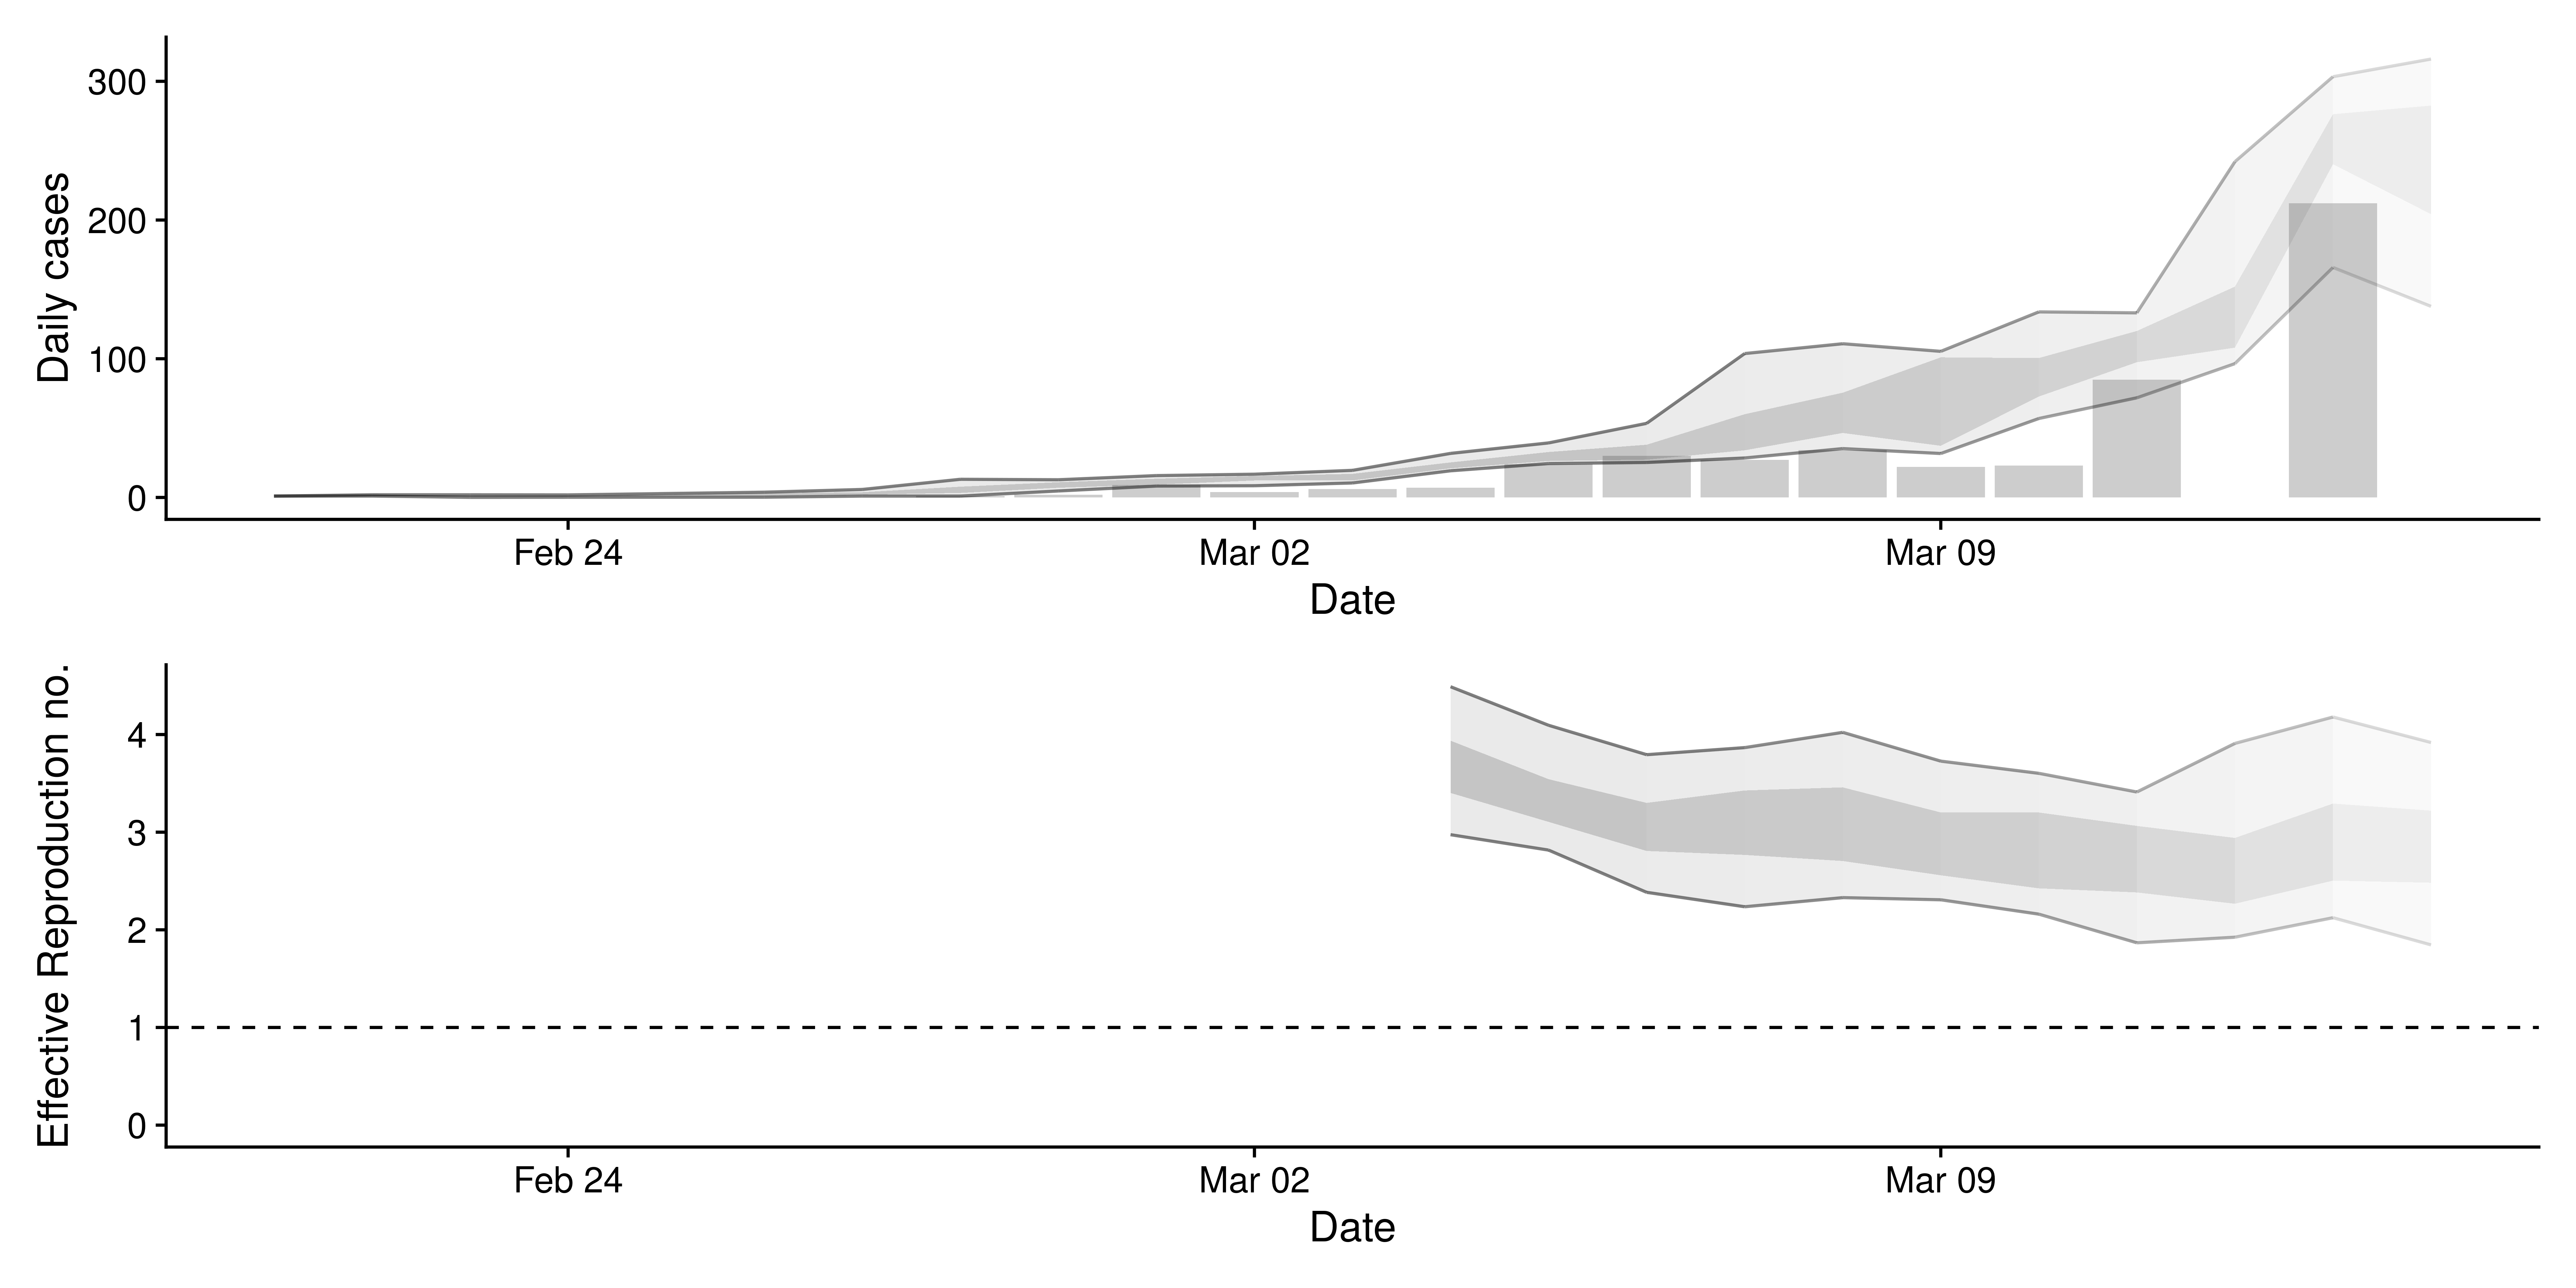 Daily cases
300
200
100
0
Feb 24
Mar 02
Mar 09
Date
Effective Reproduction no.
4
3
2
1
0
Feb 24
Mar 02
Mar 09
Date